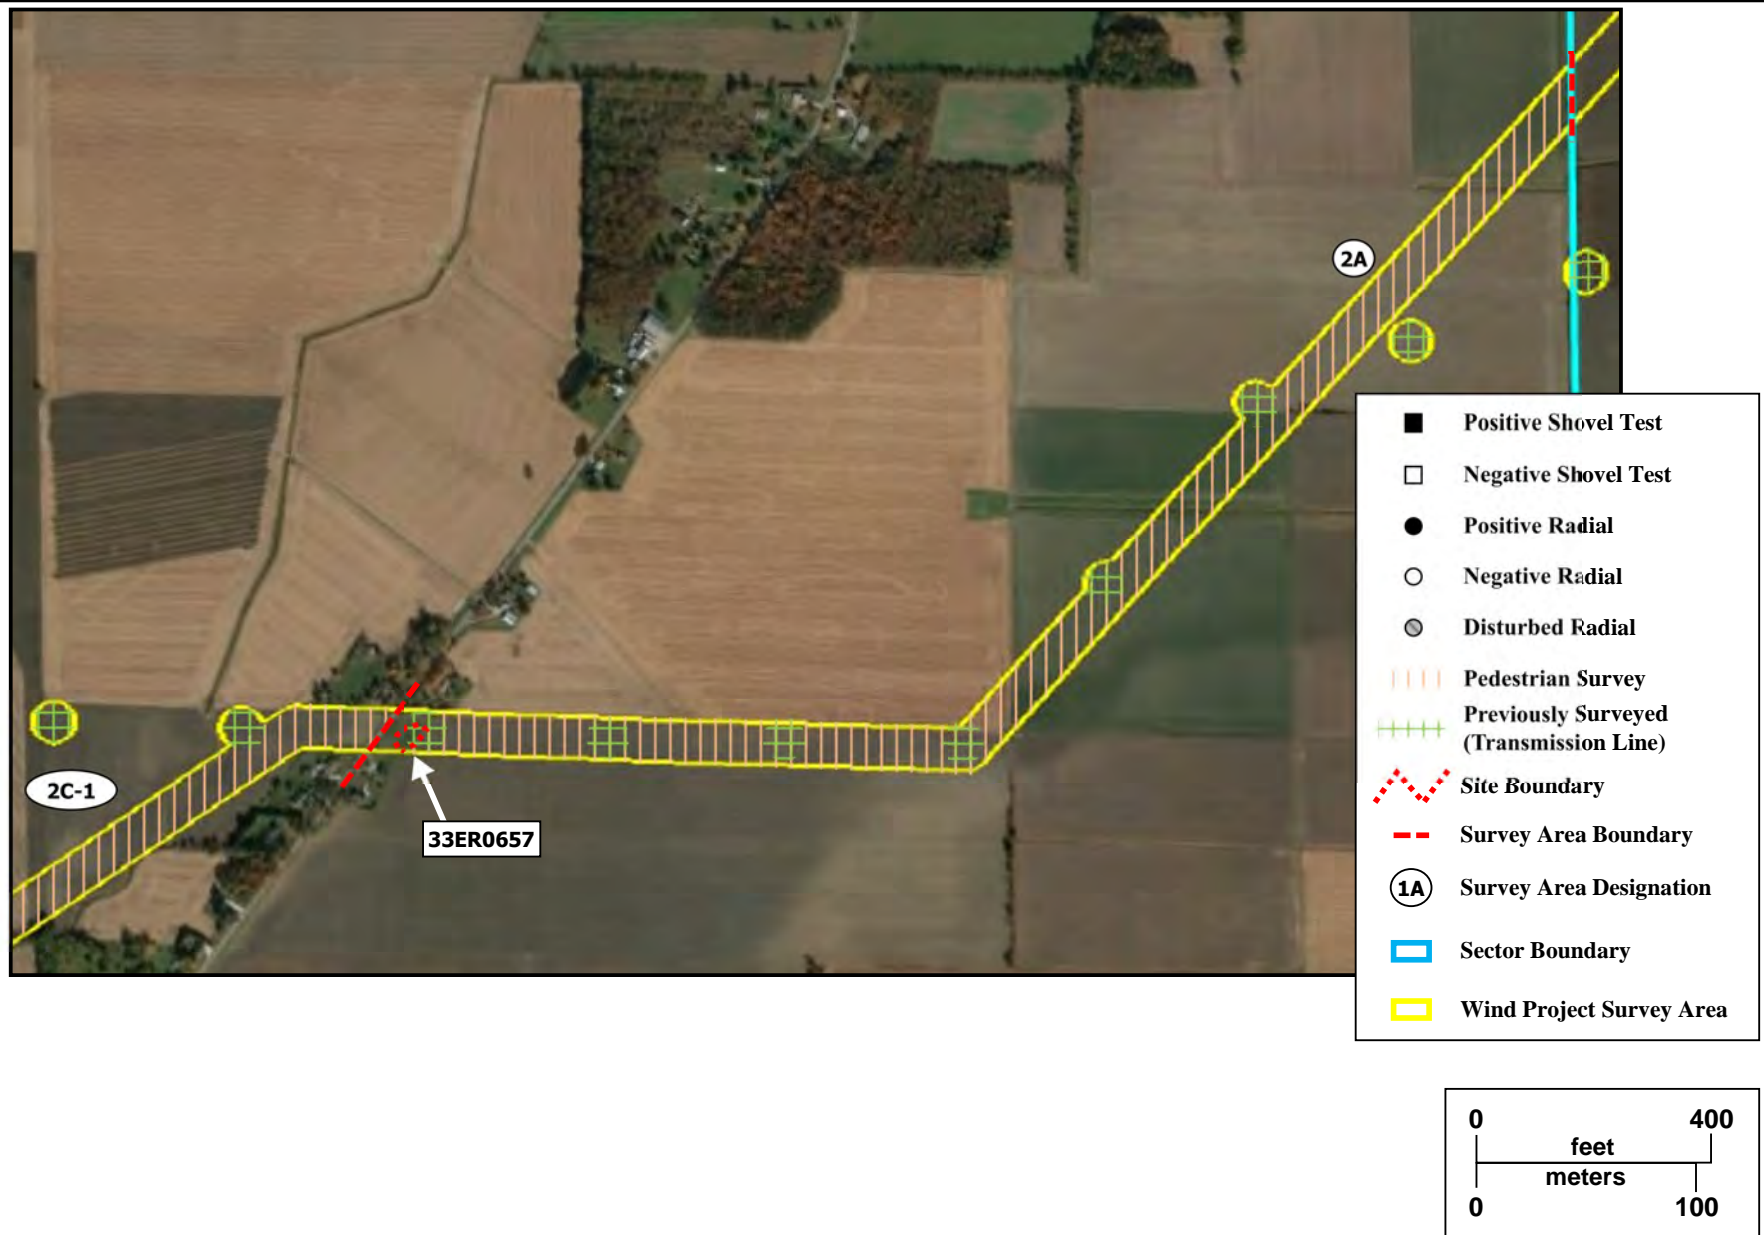 2A
2C-1
33ER0657
Positive Shovel Test
Negative Shovel Test
Positive Radial
Negative Radial
Disturbed Radial
Pedestrian Survey
Previously Surveyed
(Transmission Line)
Site Boundary
Survey Area Boundary
1A Survey Area Designation
Sector Boundary
Wind Project Survey Area
0 400
feet
meters
0 100